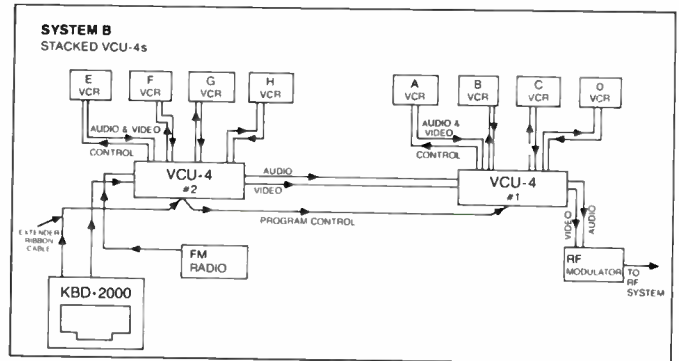 SYSTEM B
STACKED VCU-4s
E
VCR
F
VCR
G
VCR
H
VCR
A
VCR
B
VCR
C
VCR
D
VCR
AUDIO & VIDEO
CONTROL
AUDIO &
VIDEO
CONTROL
VCU-4
#2
AUDIO
VIDEO
VCU-4
#1
PROGRAM CONTROL
EXTENDER
RIBBON
CABLE
FM
RADIO
VIDEO
AUDIO
RF
MODULATOR
TO
RF
SYSTEM
KBD•2000